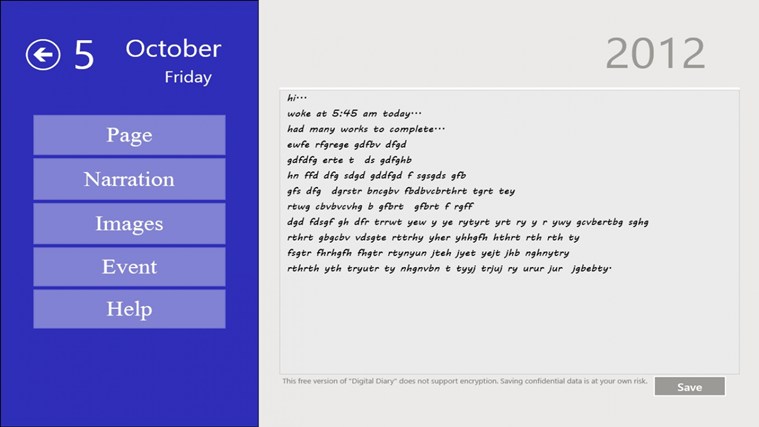 5 October
Friday
2012
Page
Narration
Images
Event
Help
hi...
woke at 5:45 am today...
had many works to complete...
ewfe rfgrege gdfbv dfgd
gdfdfg erte t  ds gdfghb
hn ffd dfg sdgd gddfgd f sgsgds gfb
gfs dfg  dgrstr bncgbv fbdbvcbrthrt tgrt tey
rtwg cbvbvcvhg b gfbrt  gfbrt f rgff
dgd fdsgf gh dfr trrwt yew y ye rytyrt yrt ry y r ywy gcvbertbg sghg
rthrt gbgcbv vdsgte rttrhy yher yhhgfh hthrt rth rth ty
fsgtr fhrhgfh fhgtr rtynyun jteh jyet yejt jhb nghnytry
rthrth yth tryutr ty nhgnvbn t tyyj trjuj ry urur jur  jgbebty.
This free version of "Digital Diary" does not support encryption. Saving confidential data is at your own risk.
Save